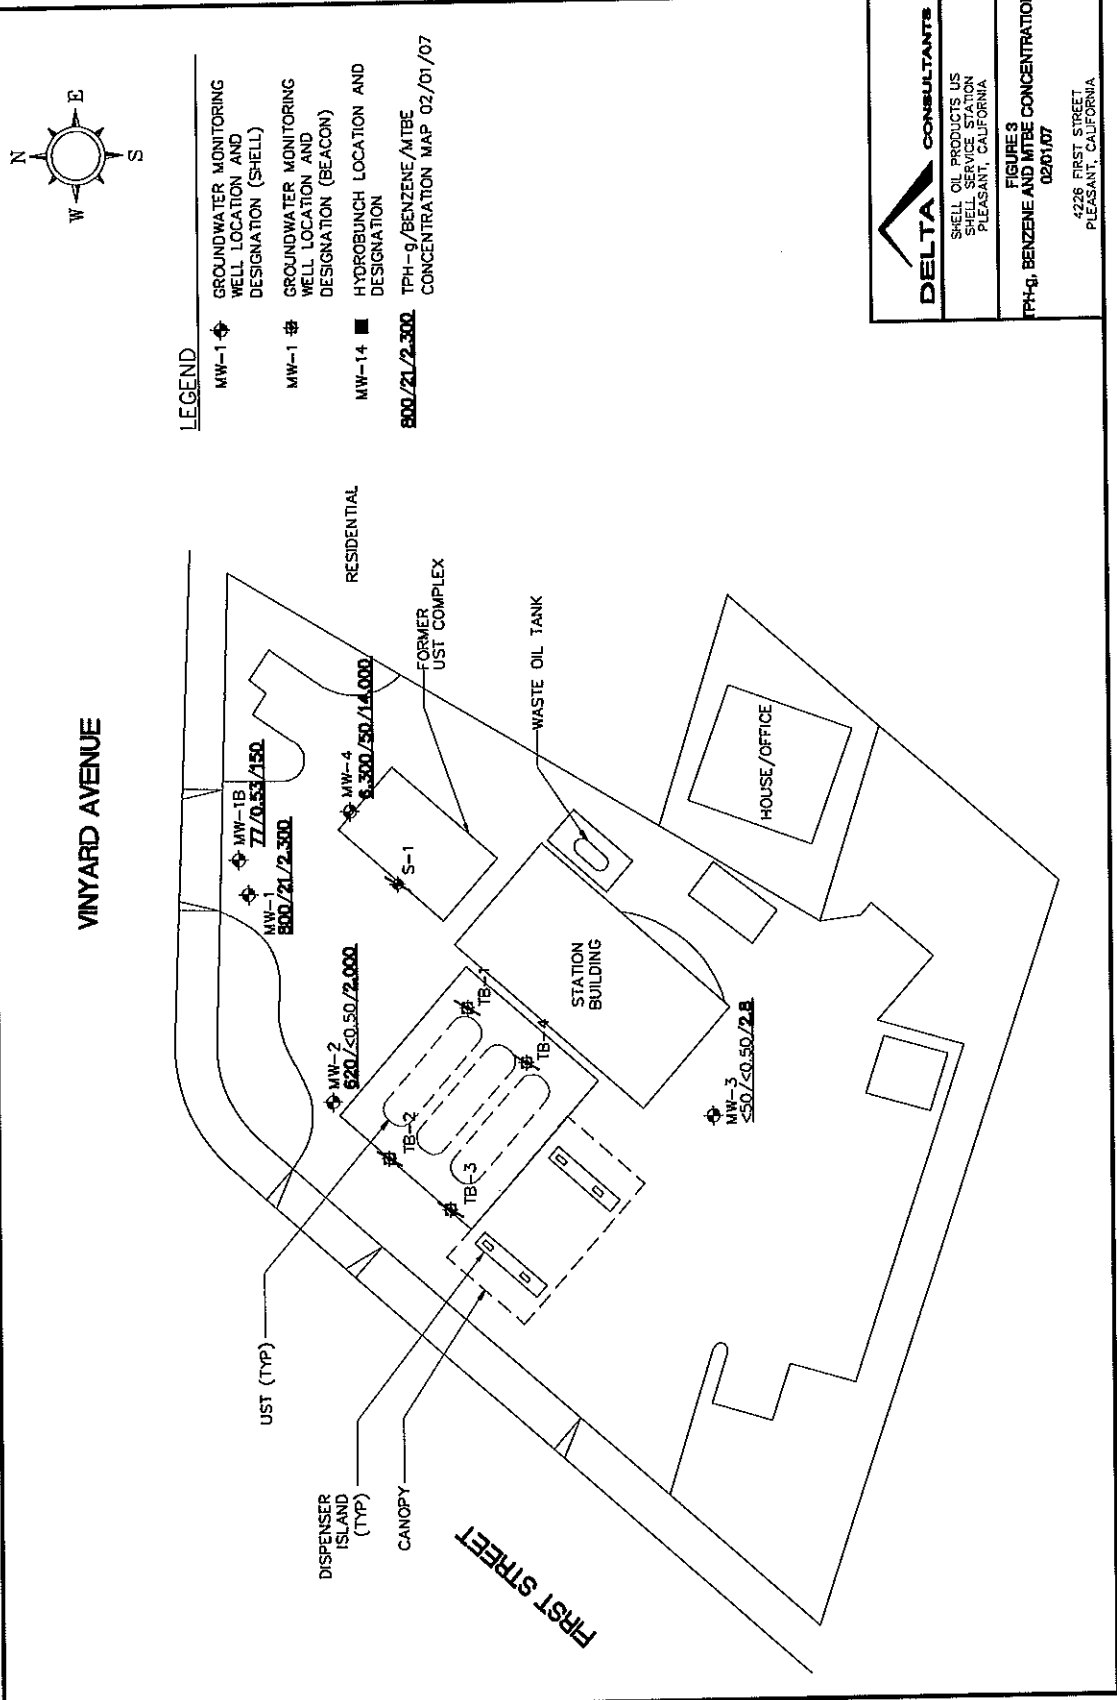 VINYARD AVENUE
N
W
E
S
LEGEND
MW-1
GROUNDWATER MONITORING
WELL LOCATION AND
DESIGNATION (SHELL)
MW-1
GROUNDWATER MONITORING
WELL LOCATION AND
DESIGNATION (BEACON)
MW-14
HYDROBUNCH LOCATION AND
DESIGNATION
800/21/2.300
TPH-g/BENZENE/MTBE
CONCENTRATION MAP 02/01/07
MW-1B
77/0.53/150
MW-1
800/21/2.300
MW-4
6.300/50/14.000
RESIDENTIAL
MW-2
620/<0.50/2.000
S-1
FORMER
UST COMPLEX
WASTE OIL TANK
TB-1
TB-2
TB-3
TB-4
STATION
BUILDING
HOUSE/OFFICE
MW-3
<50/<0.50/2.8
UST (TYP)
DISPENSER
ISLAND
(TYP)
CANOPY
FIRST STREET
DELTA CONSULTANTS
SHELL OIL PRODUCTS US
SHELL SERVICE STATION
PLEASANT, CALIFORNIA
FIGURE 3
TPH-g, BENZENE AND MTBE CONCENTRATION
02/01/07
4226 FIRST STREET
PLEASANT, CALIFORNIA